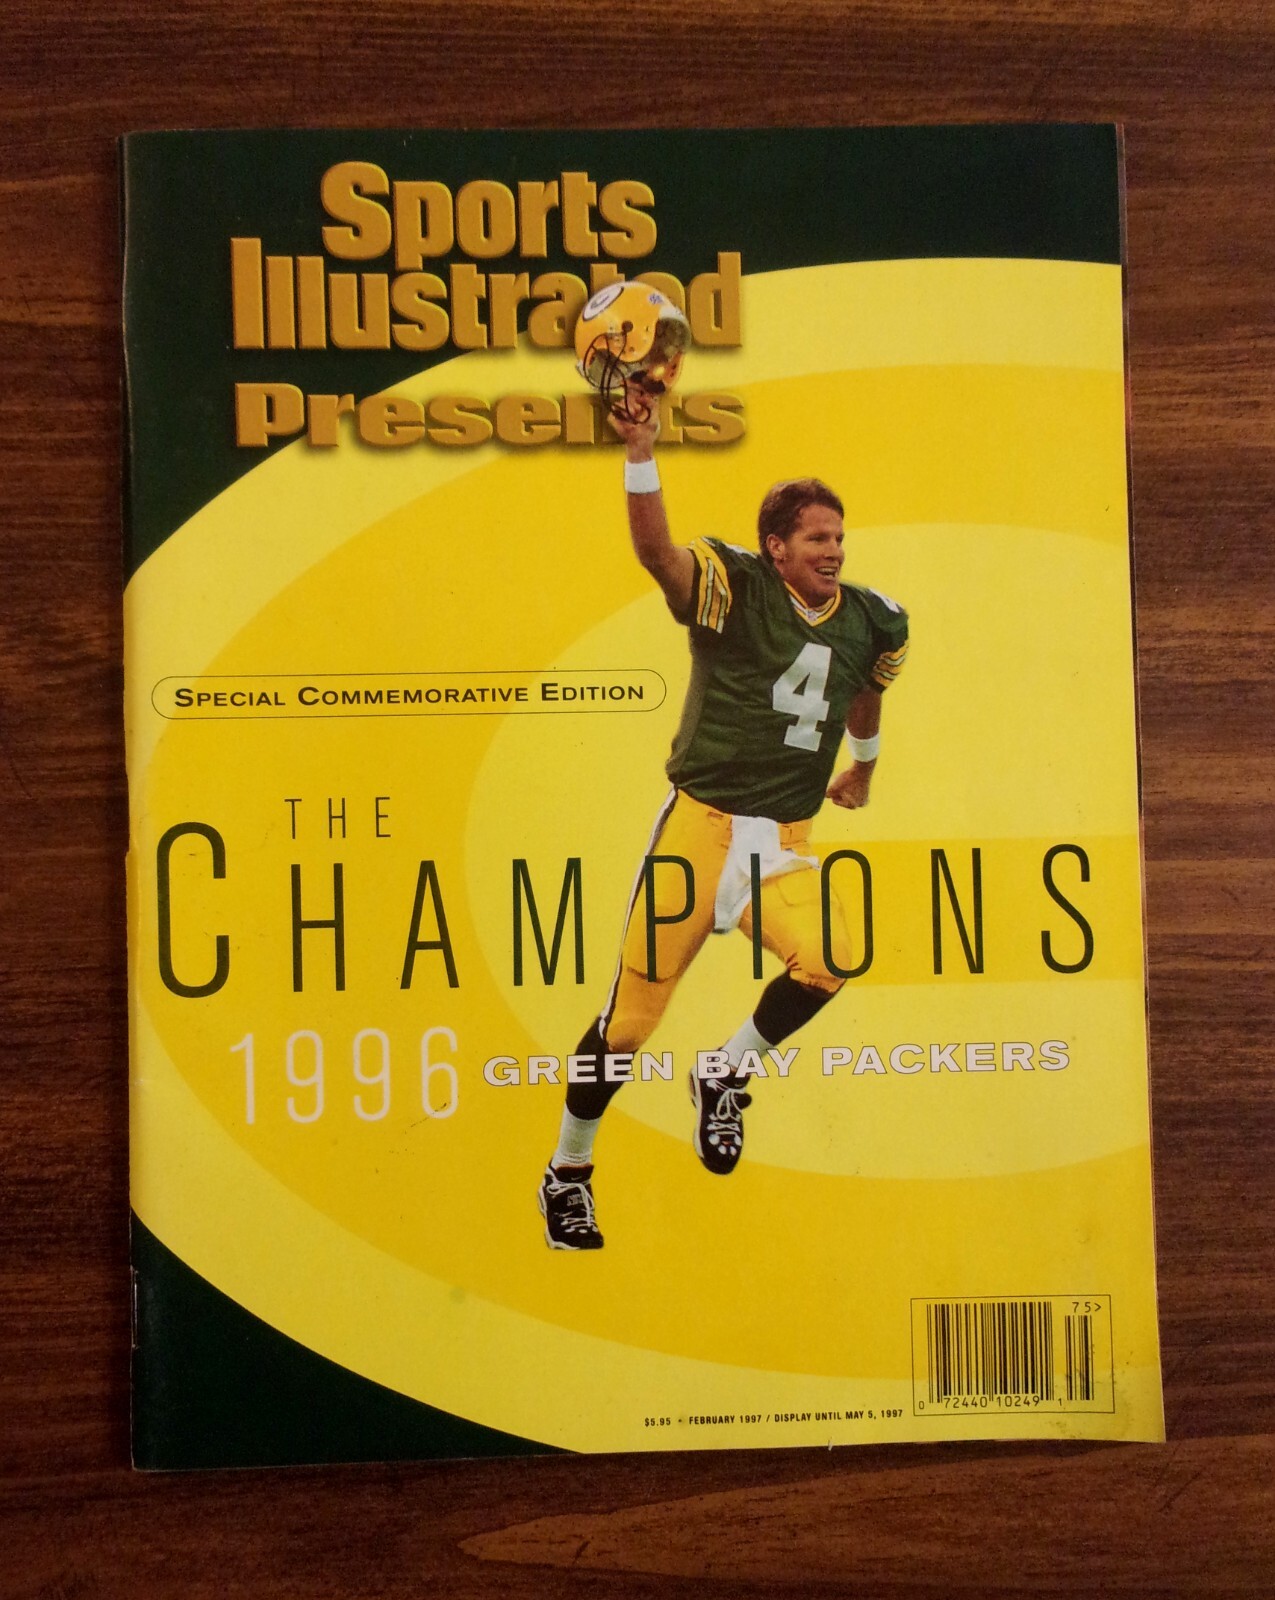 Sports
Illustrated
Presents
4
4
SPECIAL COMMEMORATIVE EDITION
THE
CHAMPIONS
1996 GREEN BAY PACKERS
75>
0 72440 10249 1
$5.95 • FEBRUARY 1997 / DISPLAY UNTIL MAY 5, 1997